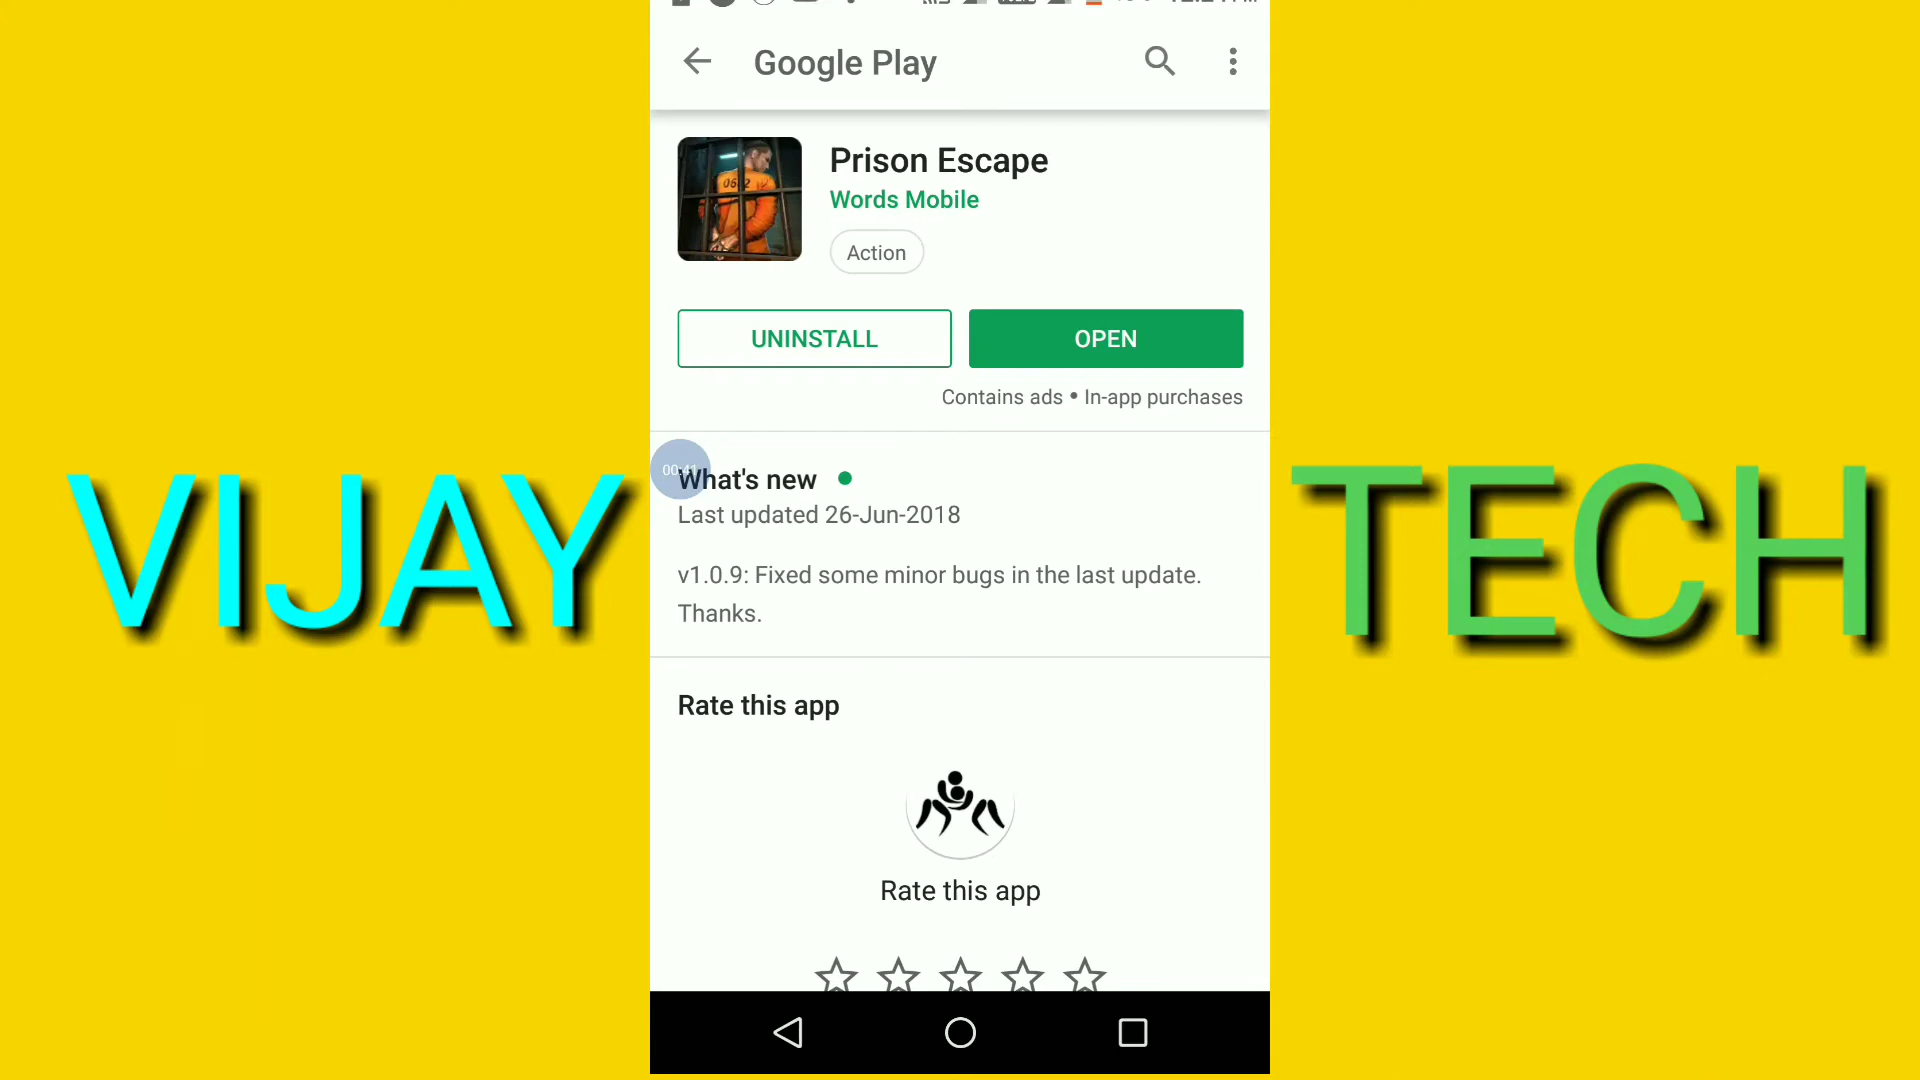 Google Play
Prison Escape
Words Mobile
Action
UNINSTALL
OPEN
Contains ads • In-app purchases
00:41
What's new
Last updated 26-Jun-2018
VIJAY
TECH
v1.0.9: Fixed some minor bugs in the last update.
Thanks.
Rate this app
Rate this app